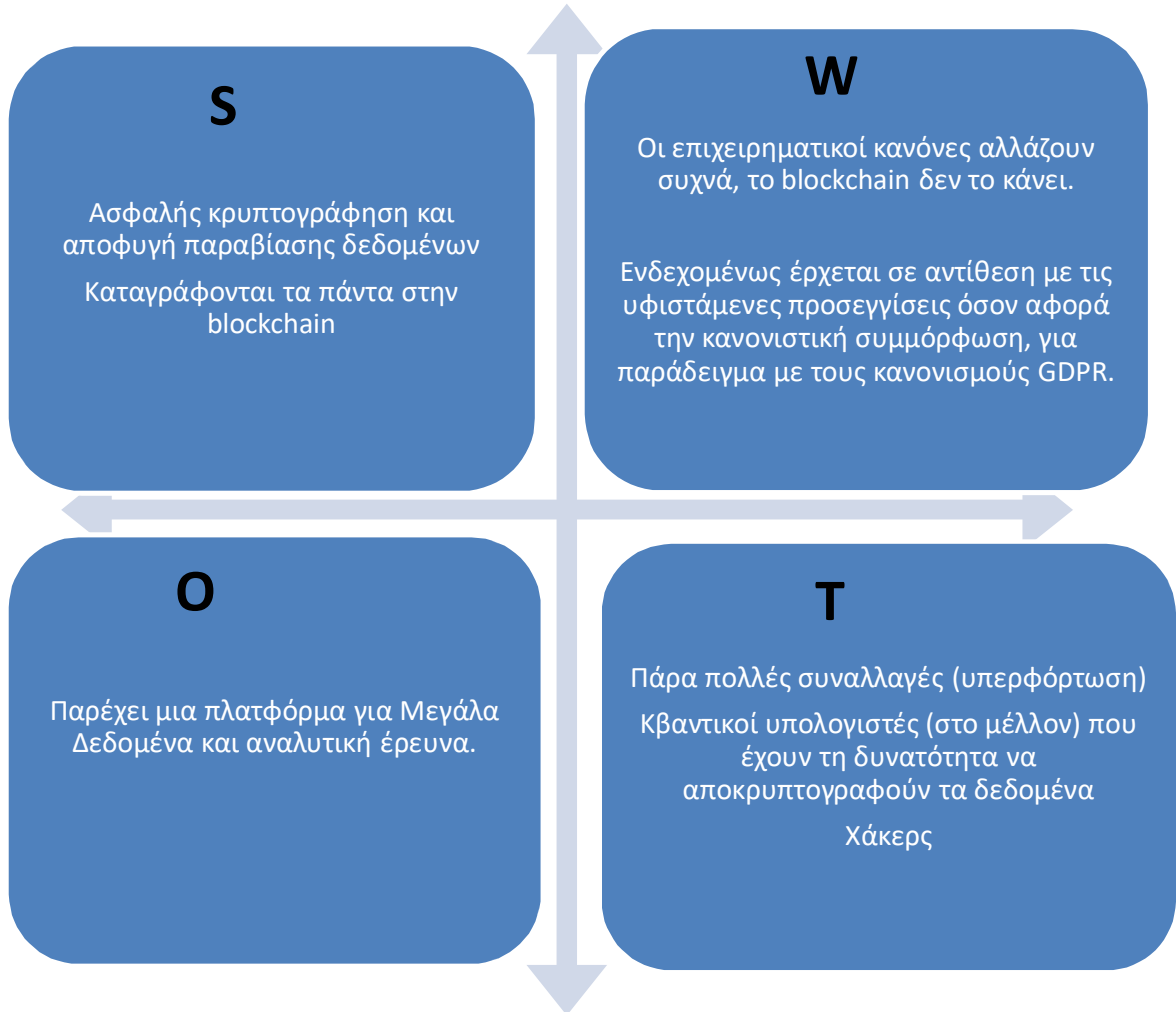 S
Ασφαλής κρυπτογράφηση και
αποφυγή παραβίασης δεδομένων
Καταγράφονται τα πάντα στην
blockchain
W
Οι επιχειρηματικοί κανόνες αλλάζουν
συχνά, το blockchain δεν το κάνει.
Ενδεχομένως έρχεται σε αντίθεση με τις
υφιστάμενες προσεγγίσεις όσον αφορά
την κανονιστική συμμόρφωση, για
παράδειγμα με τους κανονισμούς GDPR.
O
Παρέχει μια πλατφόρμα για Μεγάλα
Δεδομένα και αναλυτική έρευνα.
T
Πάρα πολλές συναλλαγές (υπερφόρτωση)
Κβαντικοί υπολογιστές (στο μέλλον) που
έχουν τη δυνατότητα να
αποκρυπτογραφούν τα δεδομένα
Χάκερς